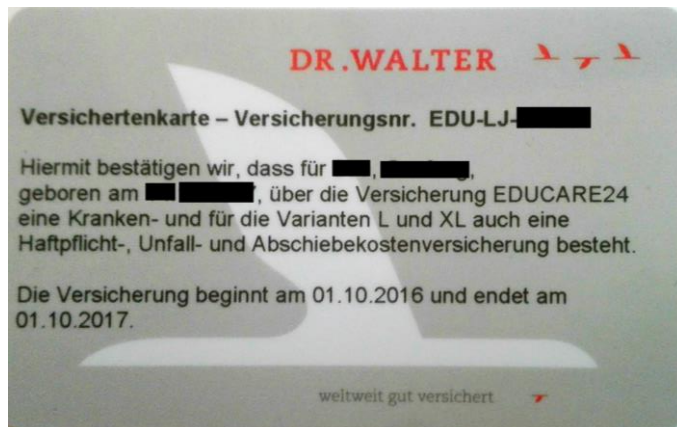 DR.WALTER
Versichertenkarte – Versicherungsnr. EDU-LJ-
Hiermit bestätigen wir, dass für , ,
geboren am , über die Versicherung EDUCARE24
eine Kranken- und für die Varianten L und XL auch eine
Haftpflicht-, Unfall- und Abschiebekostenversicherung besteht.
Die Versicherung beginnt am 01.10.2016 und endet am
01.10.2017.
weltweit gut versichert